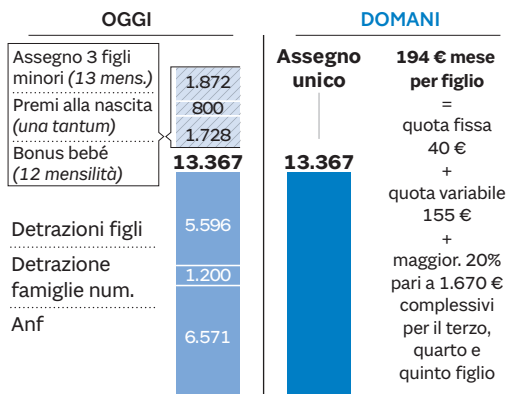 OGGI
Assegno 3 figli
minori (13 mens.)
1.872
Premi alla nascita
(una tantum)
800
Bonus bebé
(12 mensilità)
1.728
13.367
Detrazioni figli
5.596
Detrazione
famiglie num.
1.200
Anf
6.571
DOMANI
Assegno
unico
13.367
194 € mese
per figlio
=
quota fissa
40 €
+
quota variabile
155 €
+
maggior. 20%
pari a 1.670 €
complessivi
per il terzo,
quarto e
quinto figlio